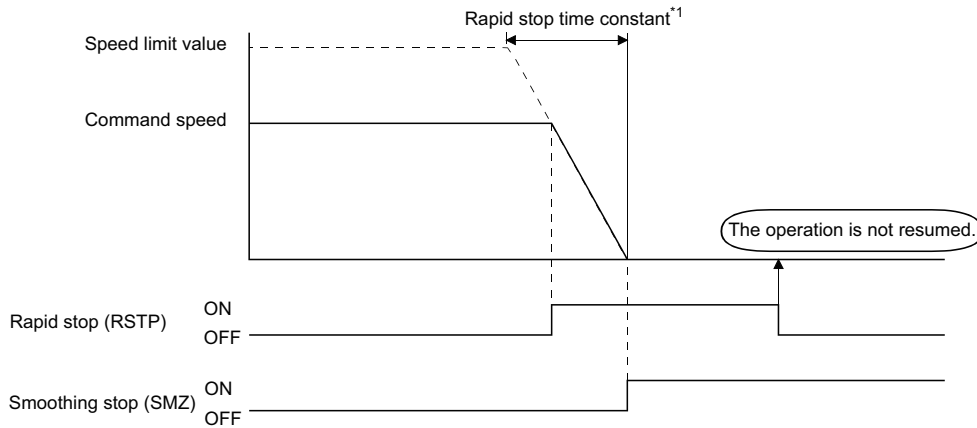 Rapid stop time constant*1
Speed limit value
Command speed
The operation is not resumed.
Rapid stop (RSTP)
ON
OFF
Smoothing stop (SMZ)
ON
OFF